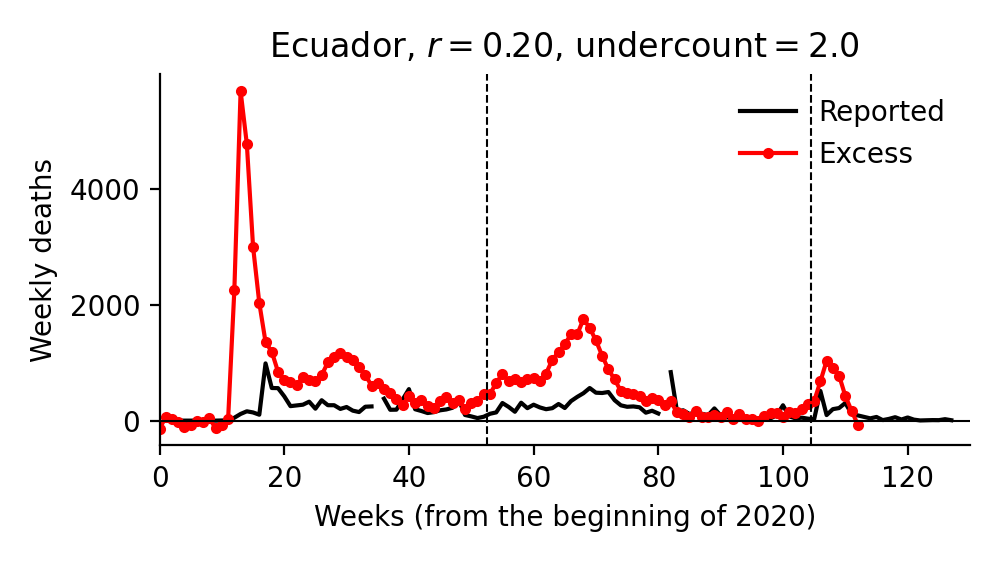 Ecuador, r = 0.20, undercount = 2.0
Reported
Excess
Weekly deaths
4000
2000
0
0 20 40 60 80 100 120
Weeks (from the beginning of 2020)